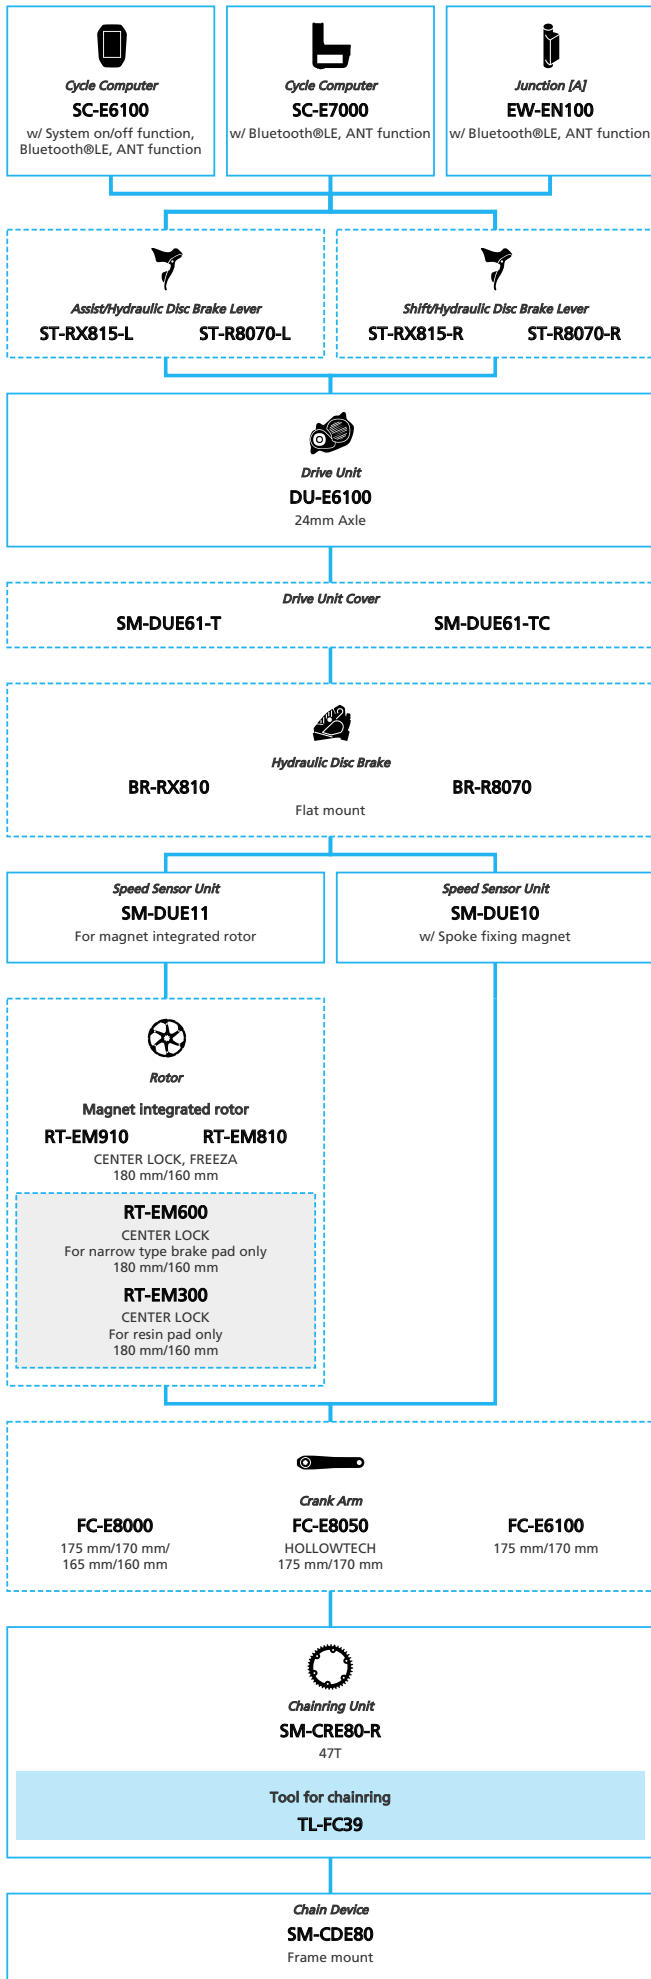 Cycle Computer
SC-E6100
w/ System on/off function,
Bluetooth®LE, ANT function
Cycle Computer
SC-E7000
w/ Bluetooth®LE, ANT function
Junction [A]
EW-EN100
w/ Bluetooth®LE, ANT function
Assist/Hydraulic Disc Brake Lever
ST-RX815-L ST-R8070-L
Shift/Hydraulic Disc Brake Lever
ST-RX815-R ST-R8070-R
Drive Unit
DU-E6100
24mm Axle
Drive Unit Cover
SM-DUE61-T SM-DUE61-TC
Hydraulic Disc Brake
BR-RX810 BR-R8070
Flat mount
Speed Sensor Unit
SM-DUE11
For magnet integrated rotor
Speed Sensor Unit
SM-DUE10
w/ Spoke fixing magnet
Rotor
Magnet integrated rotor
RT-EM910 RT-EM810
CENTER LOCK, FREEZA
180 mm/160 mm
RT-EM600
CENTER LOCK
For narrow type brake pad only
180 mm/160 mm
RT-EM300
CENTER LOCK
For resin pad only
180 mm/160 mm
Crank Arm
FC-E8000
175 mm/170 mm/
165 mm/160 mm
FC-E8050
HOLLOWTECH
175 mm/170 mm
FC-E6100
175 mm/170 mm
Chainring Unit
SM-CRE80-R
47T
Tool for chainring
TL-FC39
Chain Device
SM-CDE80
Frame mount